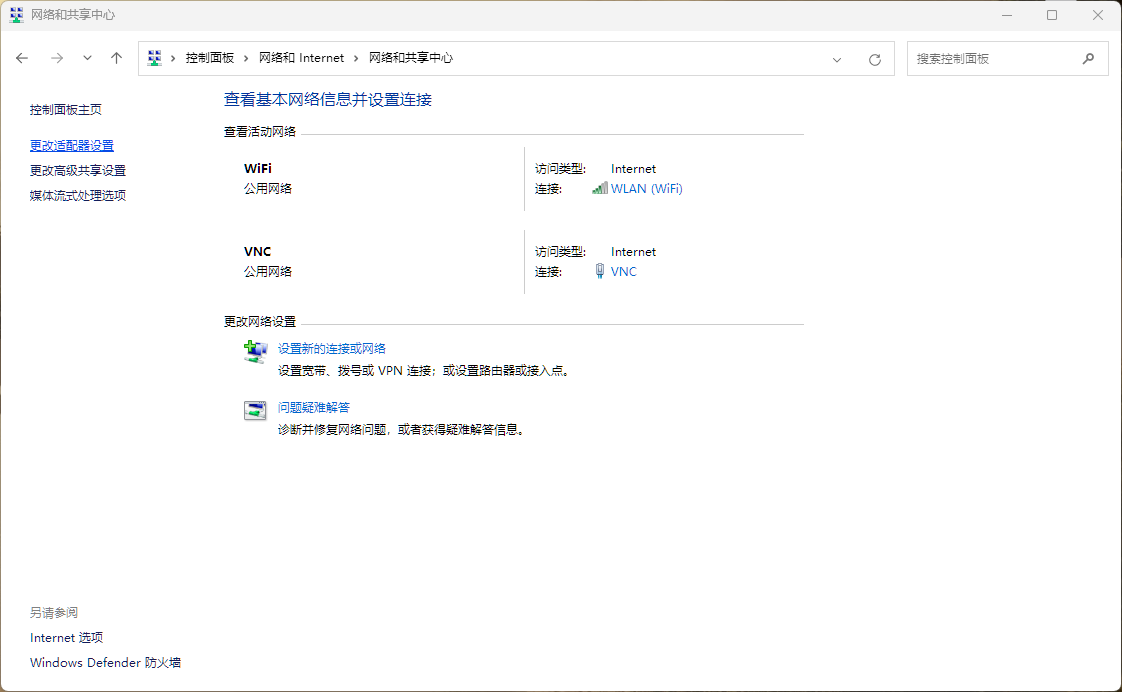 网络和共享中心
控制面板 › 网络和 Internet › 网络和共享中心
搜索控制面板
控制面板主页
更改适配器设置
更改高级共享设置
媒体流式处理选项
查看基本网络信息并设置连接
查看活动网络
WiFi
公用网络
访问类型: Internet
连接: WLAN (WiFi)
VNC
公用网络
访问类型: Internet
连接: VNC
更改网络设置
设置新的连接或网络
设置宽带、拨号或 VPN 连接；或设置路由器或接入点。
问题疑难解答
诊断并修复网络问题，或者获得疑难解答信息。
另请参阅
Internet 选项
Windows Defender 防火墙